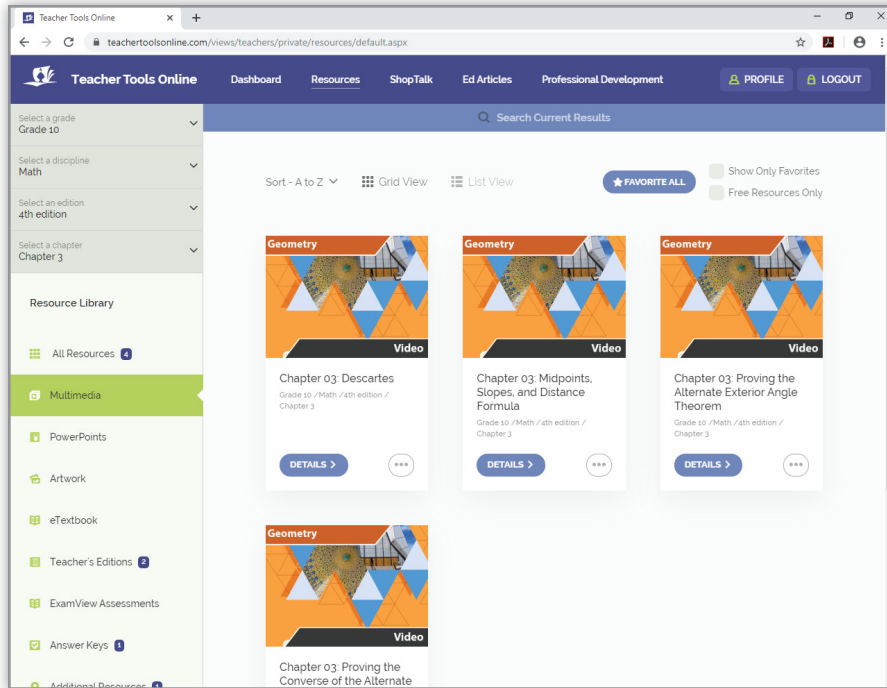 Teacher Tools Online
teachertoolsonline.com/views/teachers/private/resources/default.aspx
Teacher Tools Online
Dashboard
Resources
ShopTalk
Ed Articles
Professional Development
PROFILE
LOGOUT
Select a grade
Grade 10
Select a discipline
Math
Select an edition
4th edition
Select a chapter
Chapter 3
Resource Library
All Resources 4
Multimedia
PowerPoints
Artwork
eTextbook
Teacher's Editions 2
ExamView Assessments
Answer Keys 1
Additional Resources 1
Search Current Results
Sort - A to Z
Grid View
List View
FAVORITE ALL
Show Only Favorites
Free Resources Only
Geometry
Video
Chapter 03: Descartes
Grade 10 /Math /4th edition /
Chapter 3
DETAILS >
Geometry
Video
Chapter 03: Midpoints,
Slopes, and Distance
Formula
Grade 10 /Math /4th edition /
Chapter 3
DETAILS >
Geometry
Video
Chapter 03: Proving the
Alternate Exterior Angle
Theorem
Grade 10 /Math /4th edition /
Chapter 3
DETAILS >
Geometry
Video
Chapter 03: Proving the
Converse of the Alternate